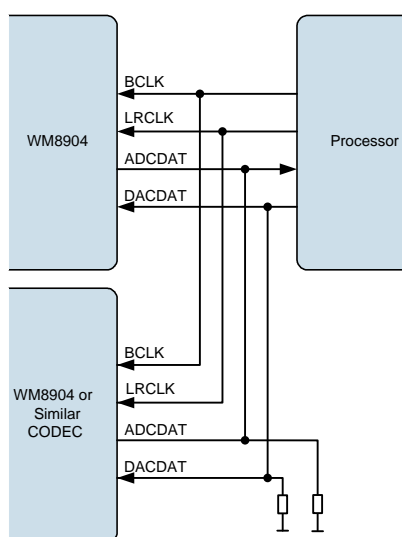 BCLK
LRCLK
WM8904
Processor
ADCDAT
DACDAT
BCLK
LRCLK
WM8904 or
Similar
CODEC
ADCDAT
DACDAT